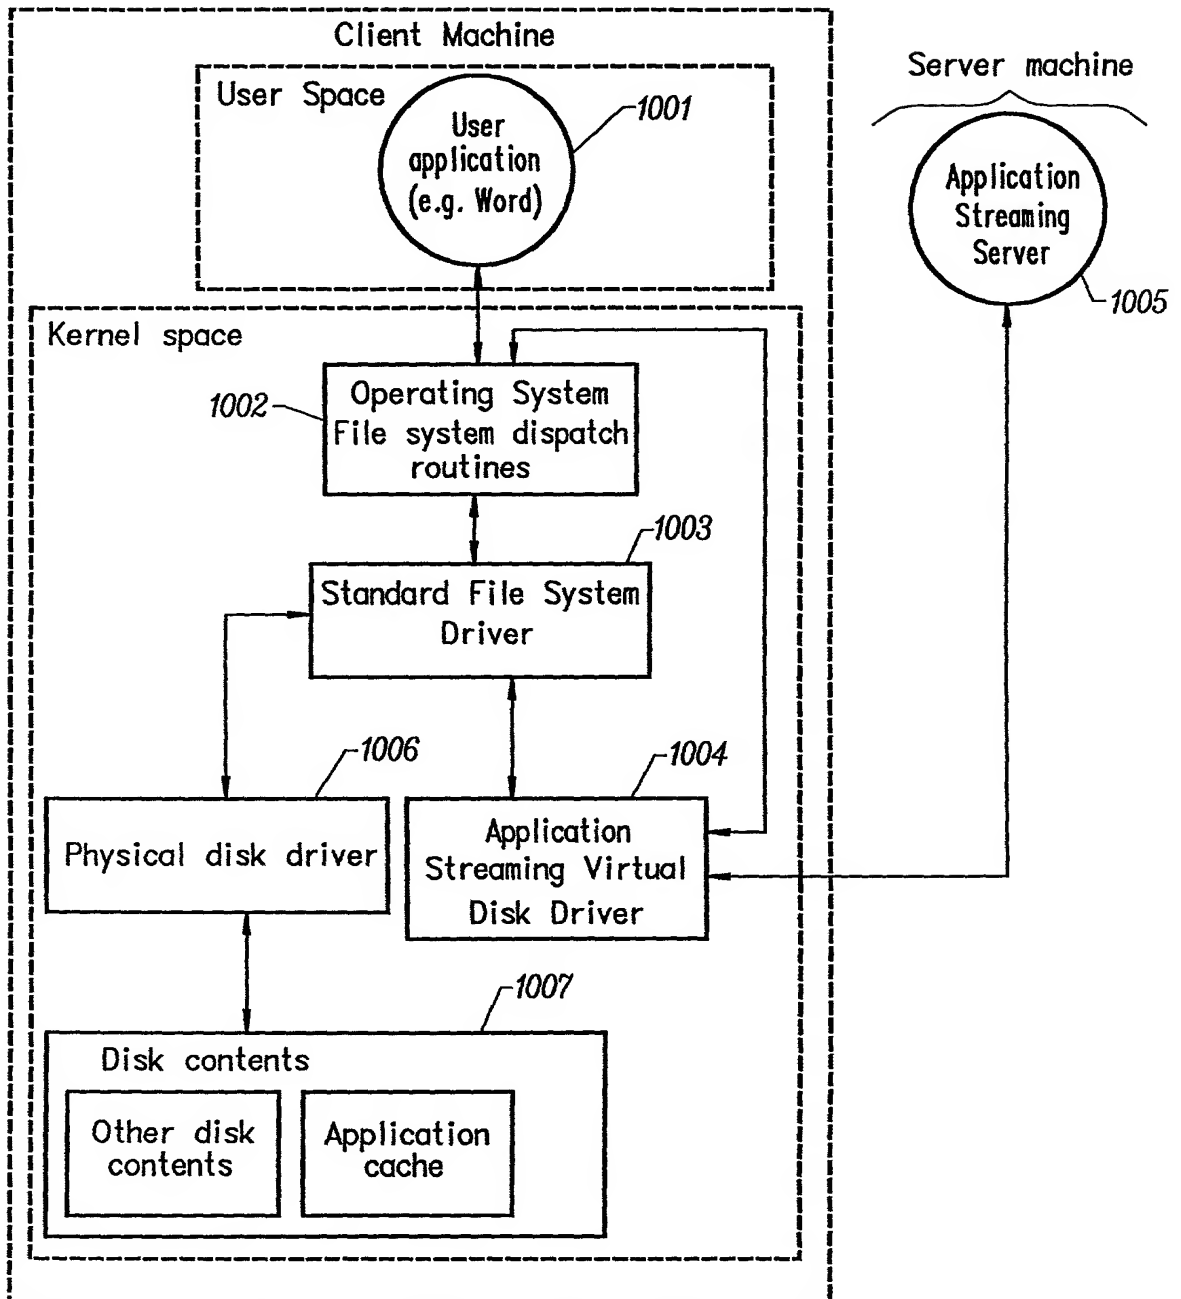 Client Machine
Server machine
User Space
1001
User
application
(e.g. Word)
Application
Streaming
Server
1005
Kernel space
1002
Operating System
File system dispatch
routines
1003
Standard File System
Driver
1006
1004
Physical disk driver
Application
Streaming Virtual
Disk Driver
1007
Disk contents
Other disk
contents
Application
cache